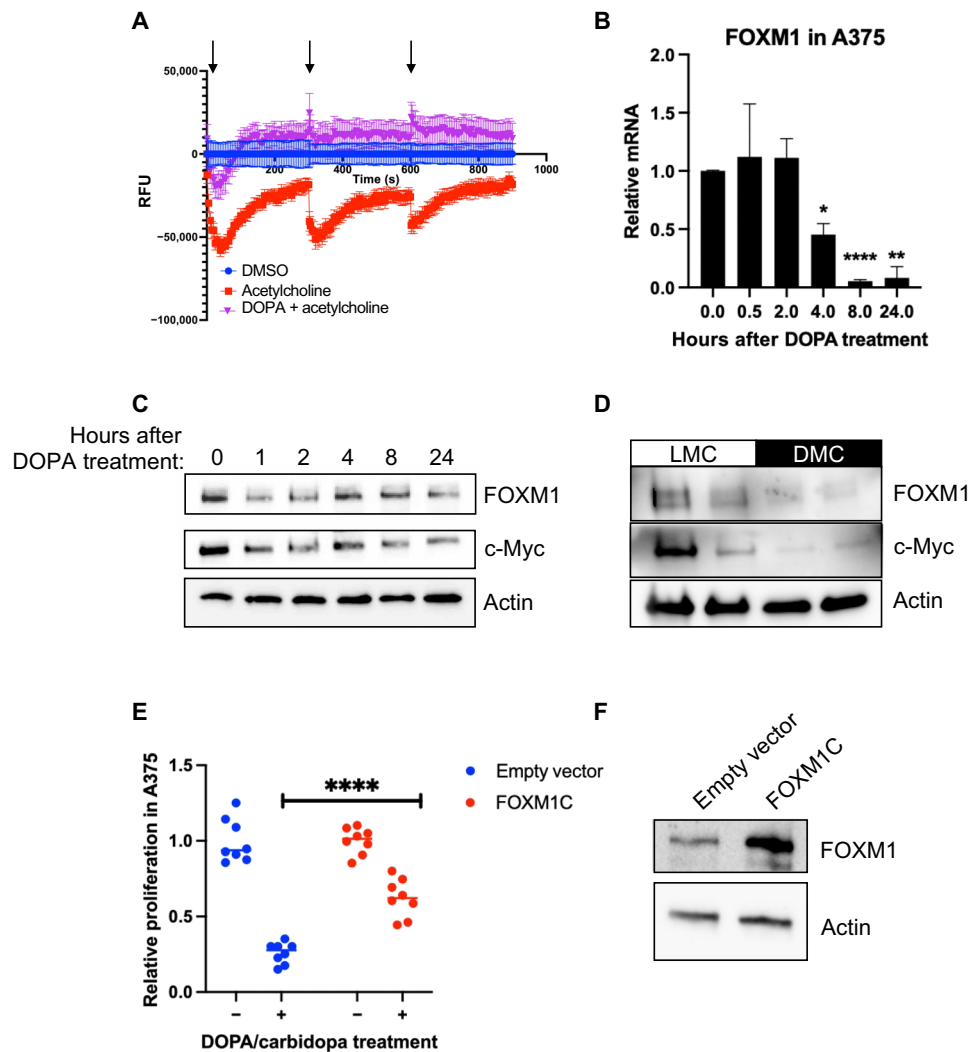 A
50,000
0
−50,000
−100,000
RFU
200
400
600
800
1000
Time (s)
DMSO
Acetylcholine
DOPA + acetylcholine
B
FOXM1 in A375
2.0
1.5
1.0
0.5
0.0
Relative mRNA
*
****
**
0.0 0.5 2.0 4.0 8.0 24.0
Hours after DOPA treatment
C
Hours after
DOPA treatment: 0 1 2 4 8 24
FOXM1
c-Myc
Actin
D
LMC DMC
FOXM1
c-Myc
Actin
E
1.5
1.0
0.5
0.0
Relative proliferation in A375
****
Empty vector
FOXM1C
− + − +
DOPA/carbidopa treatment
F
Empty vector
FOXM1C
FOXM1
Actin